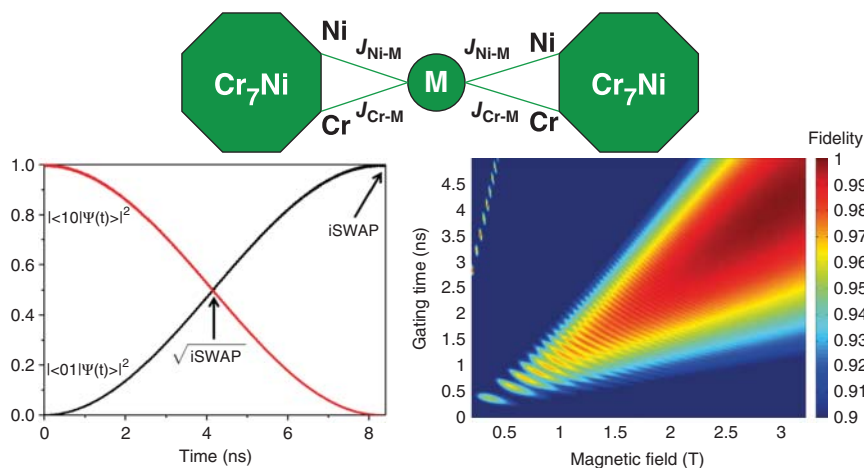 Ni
J_Ni-M
J_Ni-M
Ni
Cr₇Ni
M
Cr₇Ni
Cr
J_Cr-M
J_Cr-M
Cr
1.0
0.8
0.6
0.4
0.2
0.0
|<10|Ψ(t)>|²
iSWAP
√iSWAP
|<01|Ψ(t)>|²
0
2
4
6
8
Time (ns)
Fidelity
4.5
4
3.5
3
2.5
2
1.5
1
0.5
0
Gating time (ns)
0.5
1
1.5
2
2.5
3
Magnetic field (T)
1
0.99
0.98
0.97
0.96
0.95
0.94
0.93
0.92
0.91
0.9